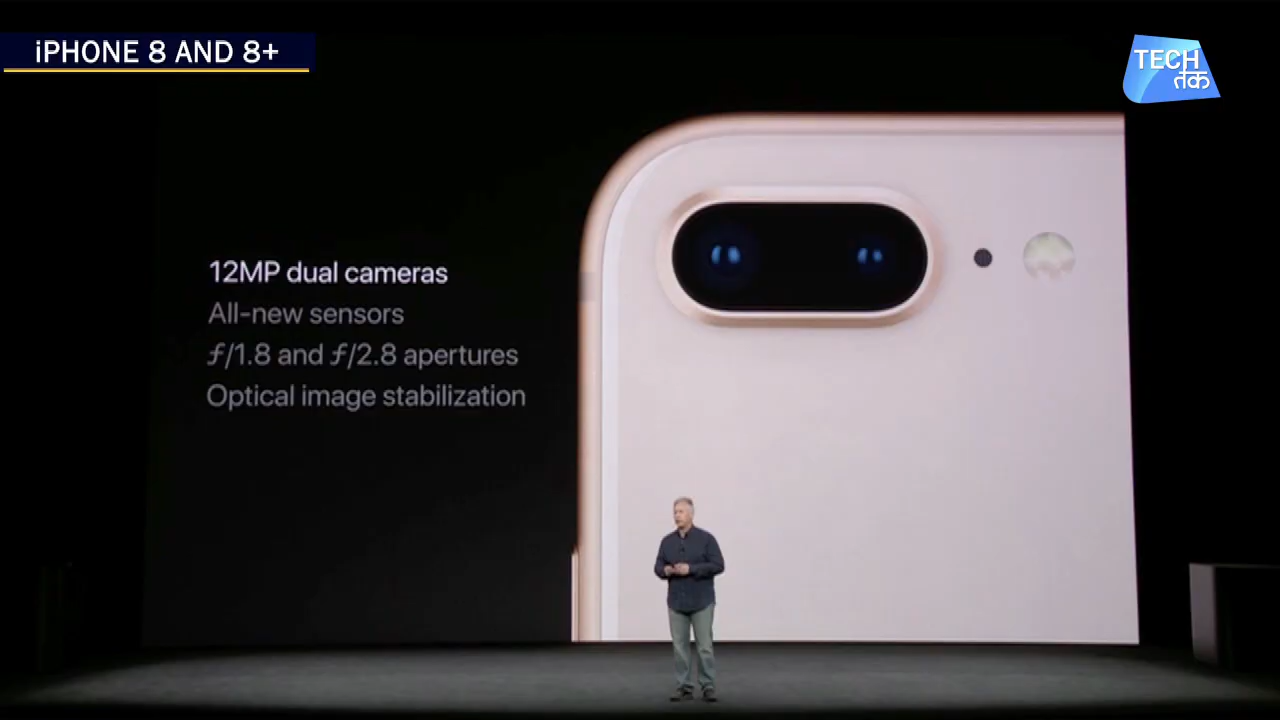 iPHONE 8 AND 8+
TECH
तक
12MP dual cameras
All-new sensors
ƒ/1.8 and ƒ/2.8 apertures
Optical image stabilization